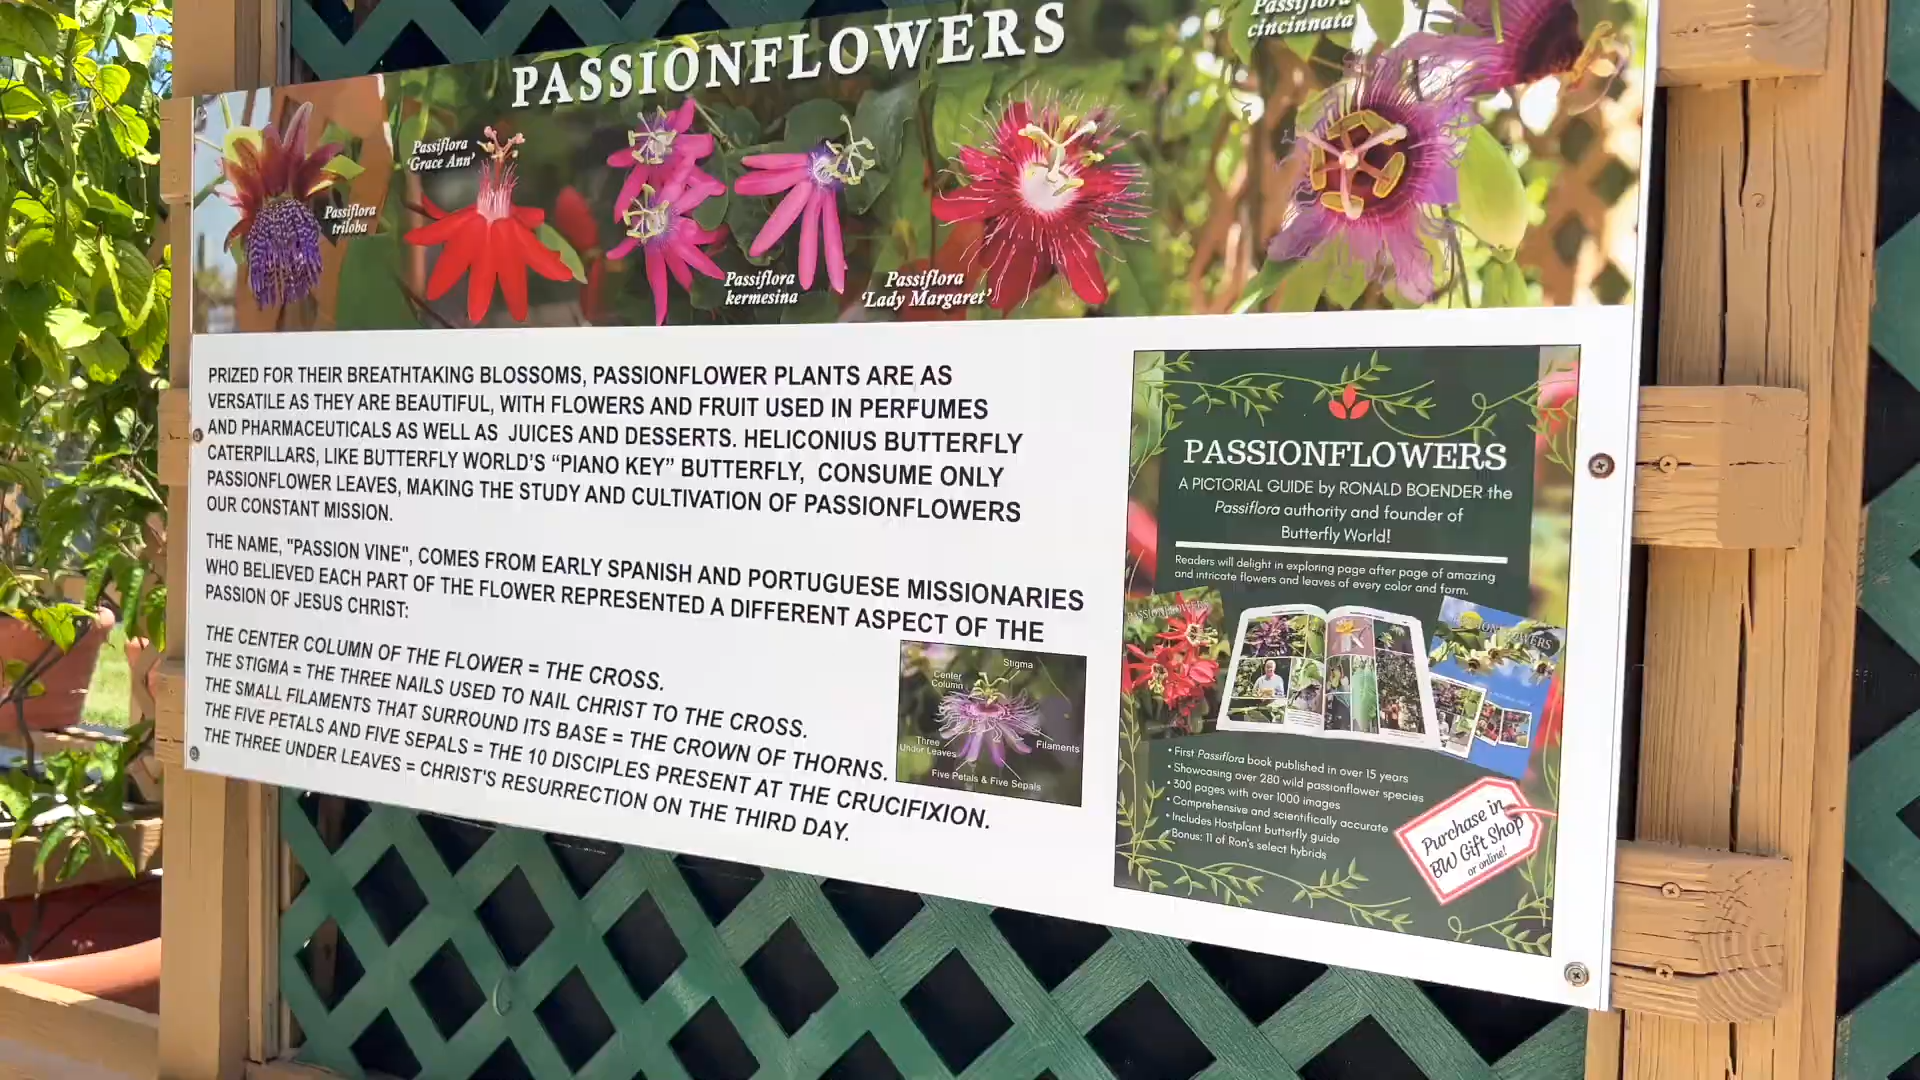 PASSIONFLOWERS
Passiflora
cincinnata
Passiflora
'Grace Ann'
Passiflora
triloba
Passiflora
kermesina
Passiflora
'Lady Margaret'
PRIZED FOR THEIR BREATHTAKING BLOSSOMS, PASSIONFLOWER PLANTS ARE AS
VERSATILE AS THEY ARE BEAUTIFUL, WITH FLOWERS AND FRUIT USED IN PERFUMES
AND PHARMACEUTICALS AS WELL AS JUICES AND DESSERTS. HELICONIUS BUTTERFLY
CATERPILLARS, LIKE BUTTERFLY WORLD'S “PIANO KEY” BUTTERFLY, CONSUME ONLY
PASSIONFLOWER LEAVES, MAKING THE STUDY AND CULTIVATION OF PASSIONFLOWERS
OUR CONSTANT MISSION.
THE NAME, "PASSION VINE", COMES FROM EARLY SPANISH AND PORTUGUESE MISSIONARIES
WHO BELIEVED EACH PART OF THE FLOWER REPRESENTED A DIFFERENT ASPECT OF THE
PASSION OF JESUS CHRIST:
THE CENTER COLUMN OF THE FLOWER = THE CROSS.
THE STIGMA = THE THREE NAILS USED TO NAIL CHRIST TO THE CROSS.
THE SMALL FILAMENTS THAT SURROUND ITS BASE = THE CROWN OF THORNS.
THE FIVE PETALS AND FIVE SEPALS = THE 10 DISCIPLES PRESENT AT THE CRUCIFIXION.
THE THREE UNDER LEAVES = CHRIST'S RESURRECTION ON THE THIRD DAY.
Stigma
Center
Column
Three
Under Leaves
Filaments
Five Petals & Five Sepals
PASSIONFLOWERS
A PICTORIAL GUIDE by RONALD BOENDER the
Passiflora authority and founder of
Butterfly World!
Readers will delight in exploring page after page of amazing
and intricate flowers and leaves of every color and form.
PASSIONFLOWERS
PASSIONFLOWERS
• First Passiflora book published in over 15 years
• Showcasing over 280 wild passionflower species
• 300 pages with over 1000 images
• Comprehensive and scientifically accurate
• Includes Hostplant butterfly guide
• Bonus: 11 of Ron's select hybrids
Purchase in
BW Gift Shop
or online!